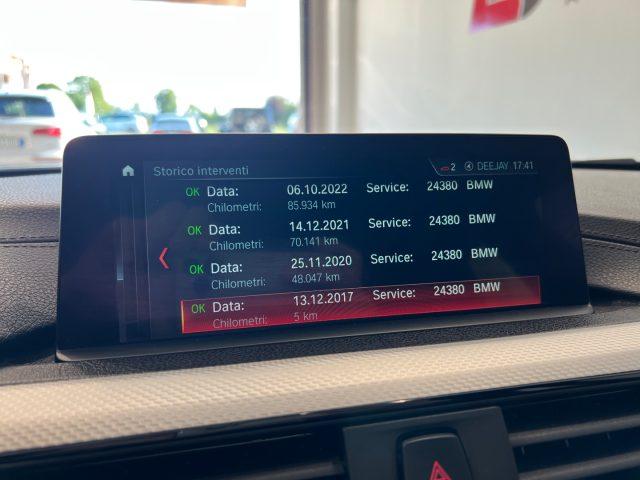 Storico interventi 2 DEEJAY 17:41
OK Data: 06.10.2022 Service: 24380 BMW
Chilometri: 85.934 km
OK Data: 14.12.2021 Service: 24380 BMW
Chilometri: 70.141 km
OK Data: 25.11.2020 Service: 24380 BMW
Chilometri: 48.047 km
OK Data: 13.12.2017 Service: 24380 BMW
Chilometri: 5 km